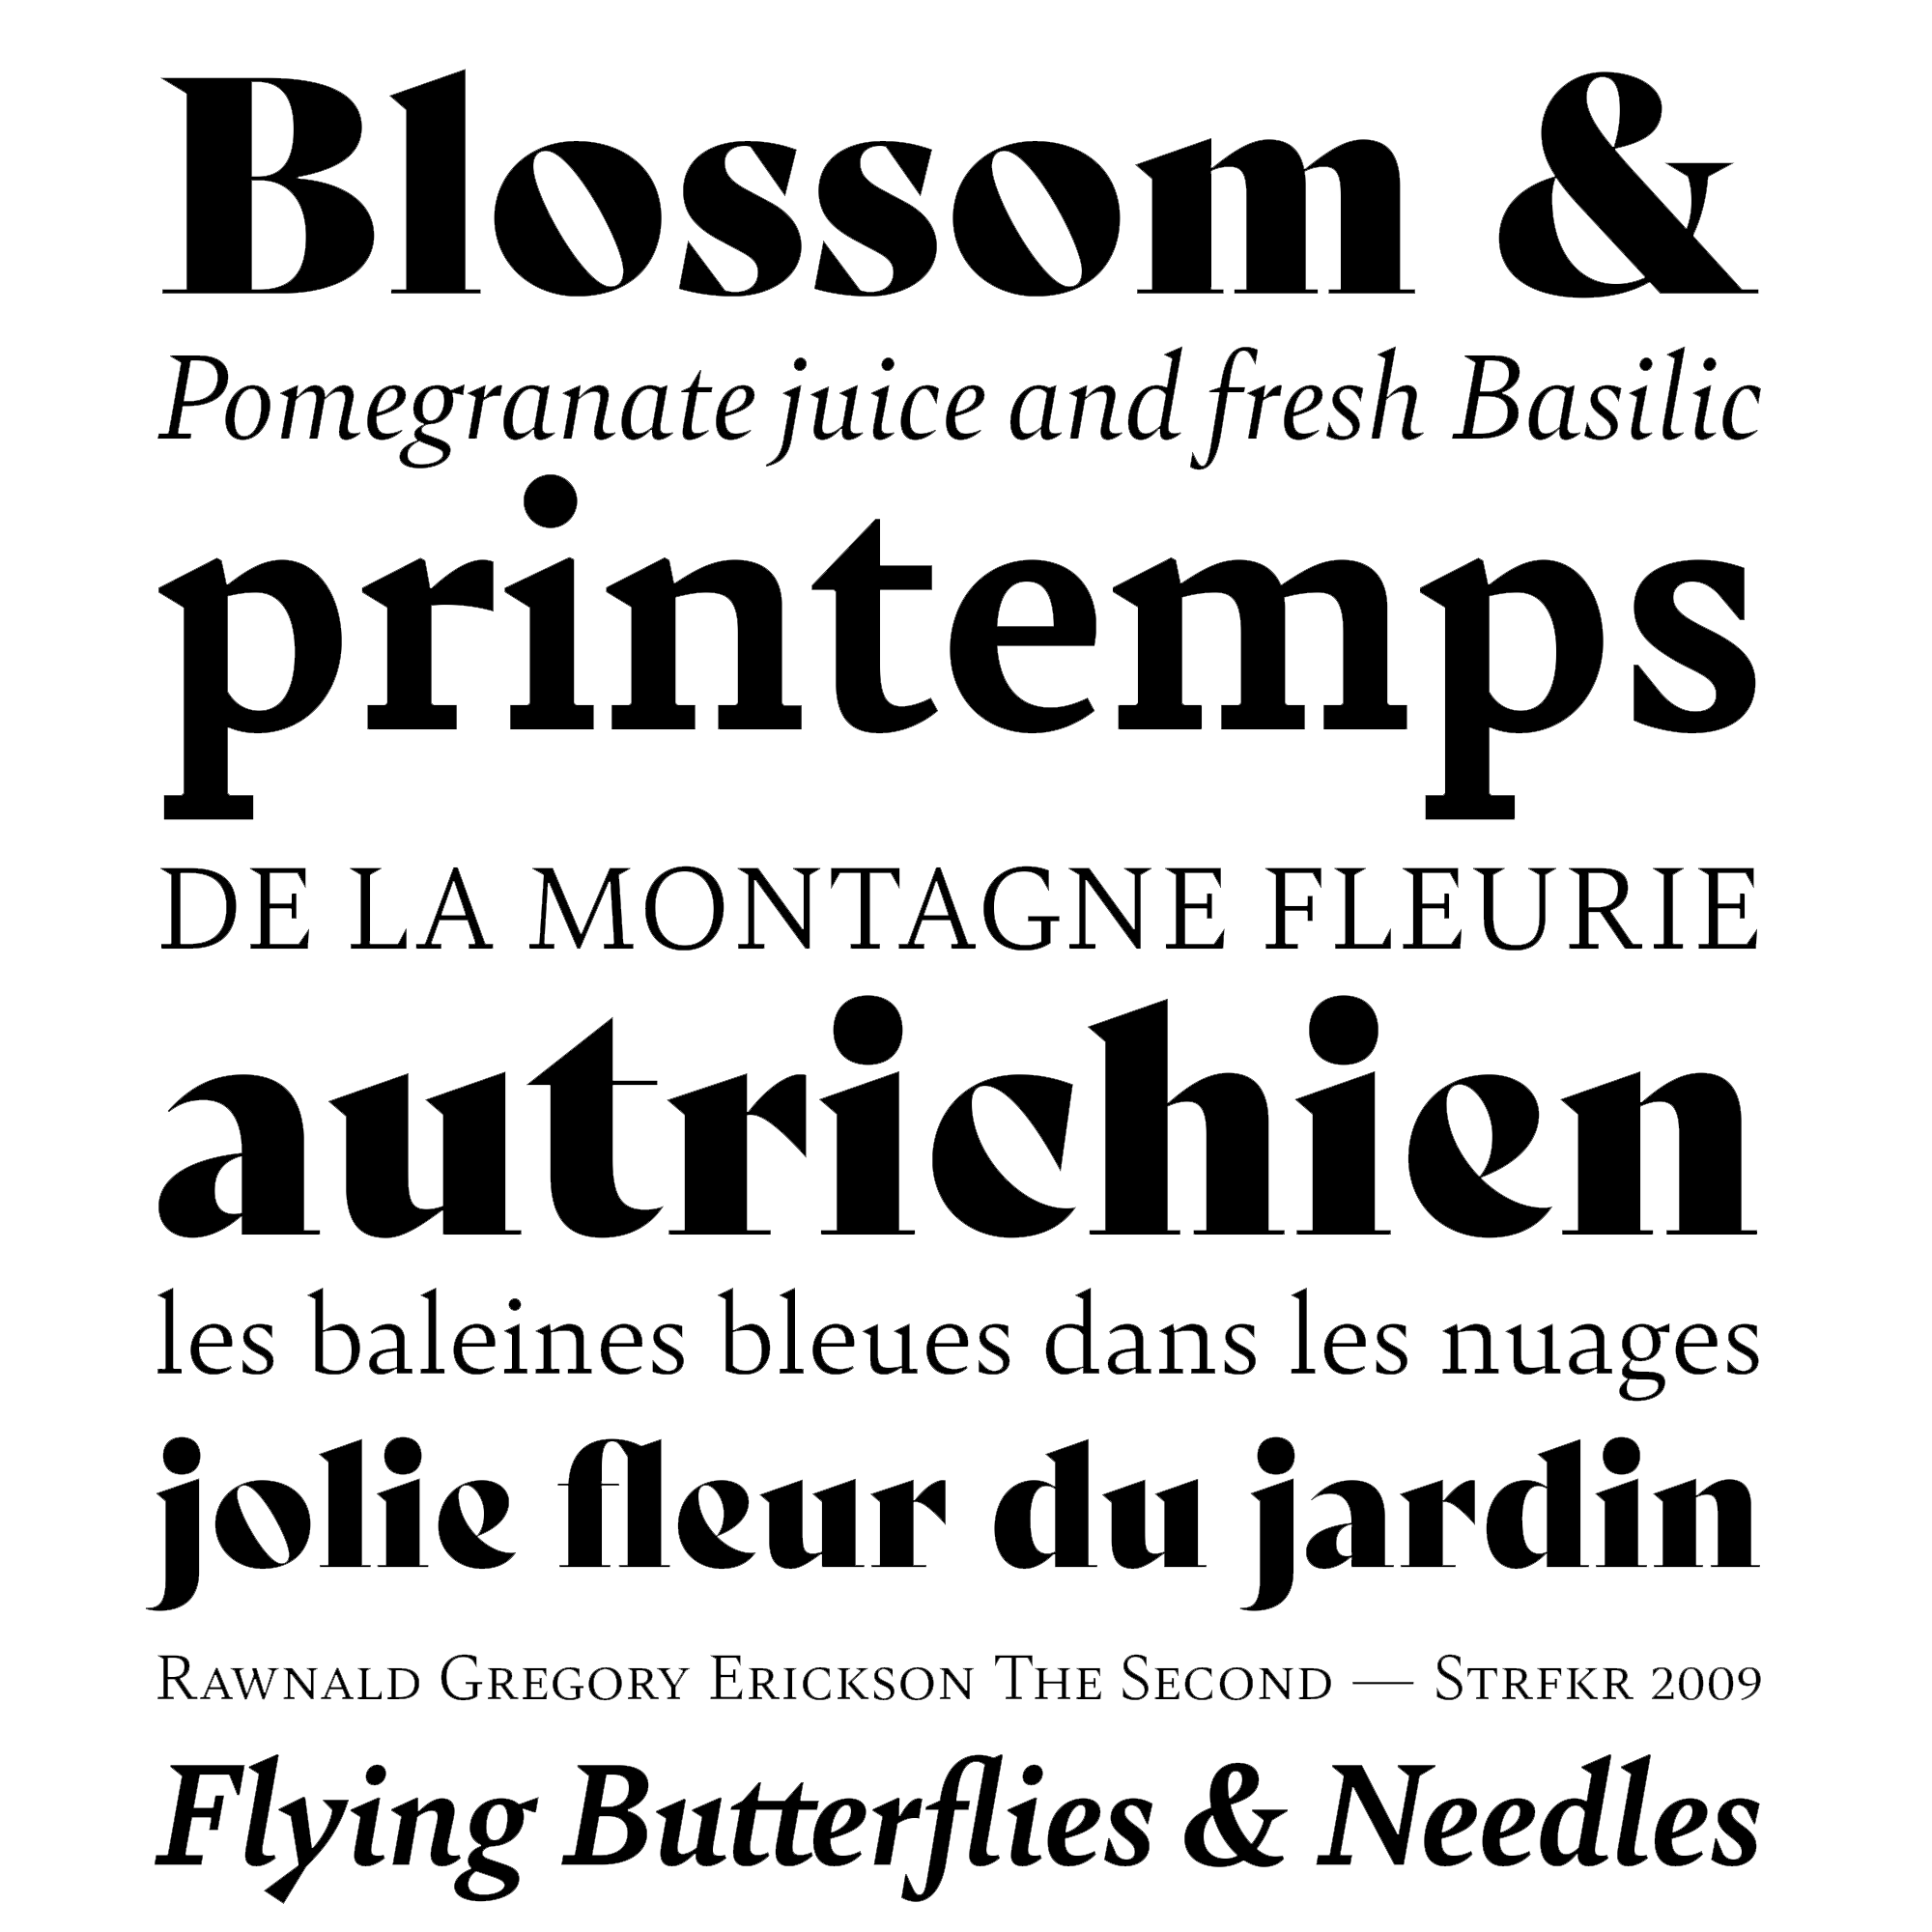 Blossom &
Pomegranate juice and fresh Basilic
printemps
DE LA MONTAGNE FLEURIE
autrichien
les baleines bleues dans les nuages
jolie fleur du jardin
Rawnald Gregory Erickson The Second — Strfkr 2009
Flying Butterflies & Needles